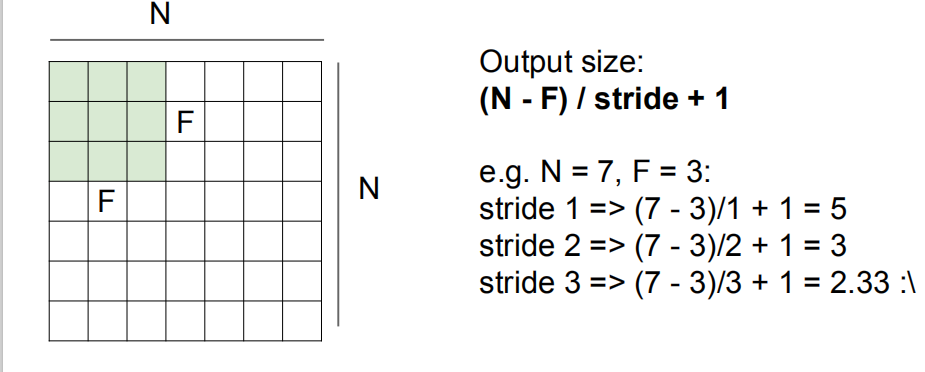 N
F
F
N
Output size:
(N - F) / stride + 1
e.g. N = 7, F = 3:
stride 1 => (7 - 3)/1 + 1 = 5
stride 2 => (7 - 3)/2 + 1 = 3
stride 3 => (7 - 3)/3 + 1 = 2.33 :\